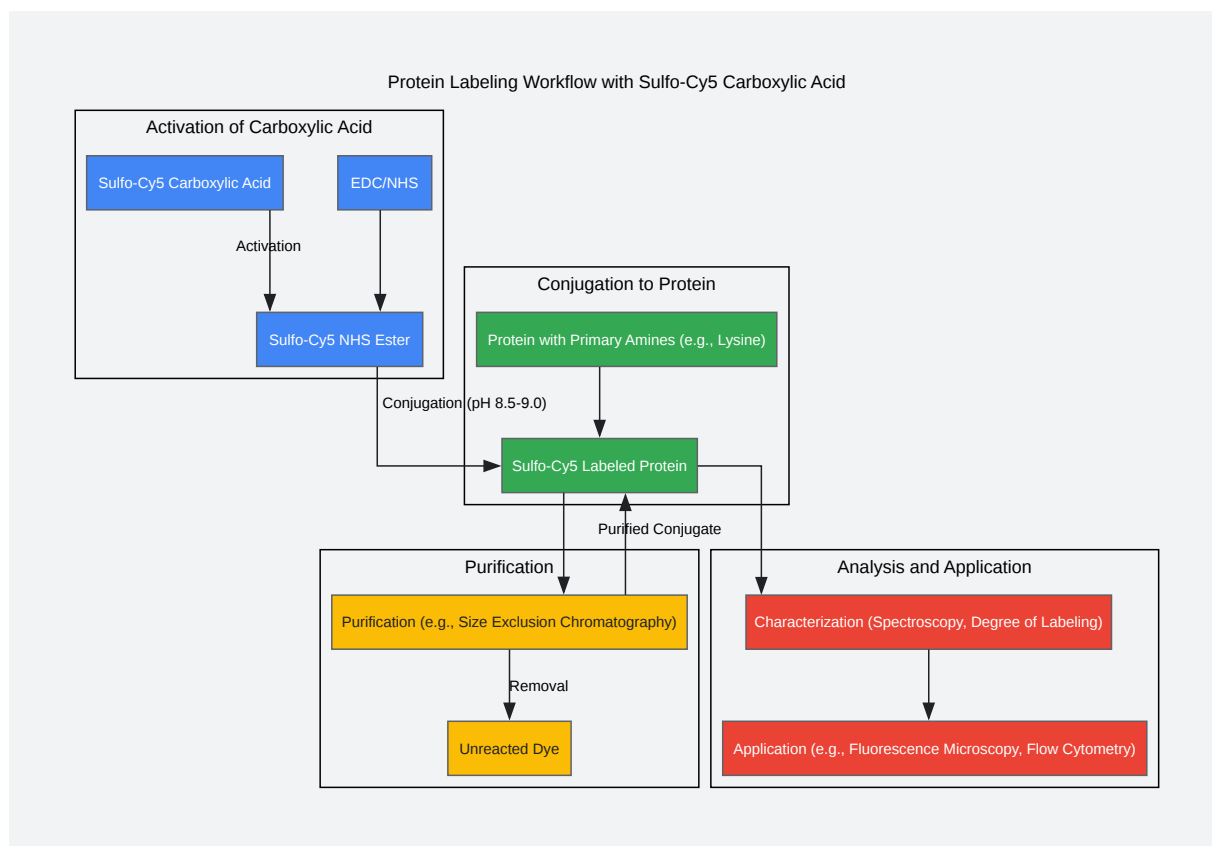 Protein Labeling Workflow with Sulfo-Cy5 Carboxylic Acid
Activation of Carboxylic Acid
Sulfo-Cy5 Carboxylic Acid
EDC/NHS
Activation
Sulfo-Cy5 NHS Ester
Conjugation to Protein
Protein with Primary Amines (e.g., Lysine)
Conjugation (pH 8.5-9.0)
Sulfo-Cy5 Labeled Protein
Purified Conjugate
Purification
Purification (e.g., Size Exclusion Chromatography)
Removal
Unreacted Dye
Analysis and Application
Characterization (Spectroscopy, Degree of Labeling)
Application (e.g., Fluorescence Microscopy, Flow Cytometry)